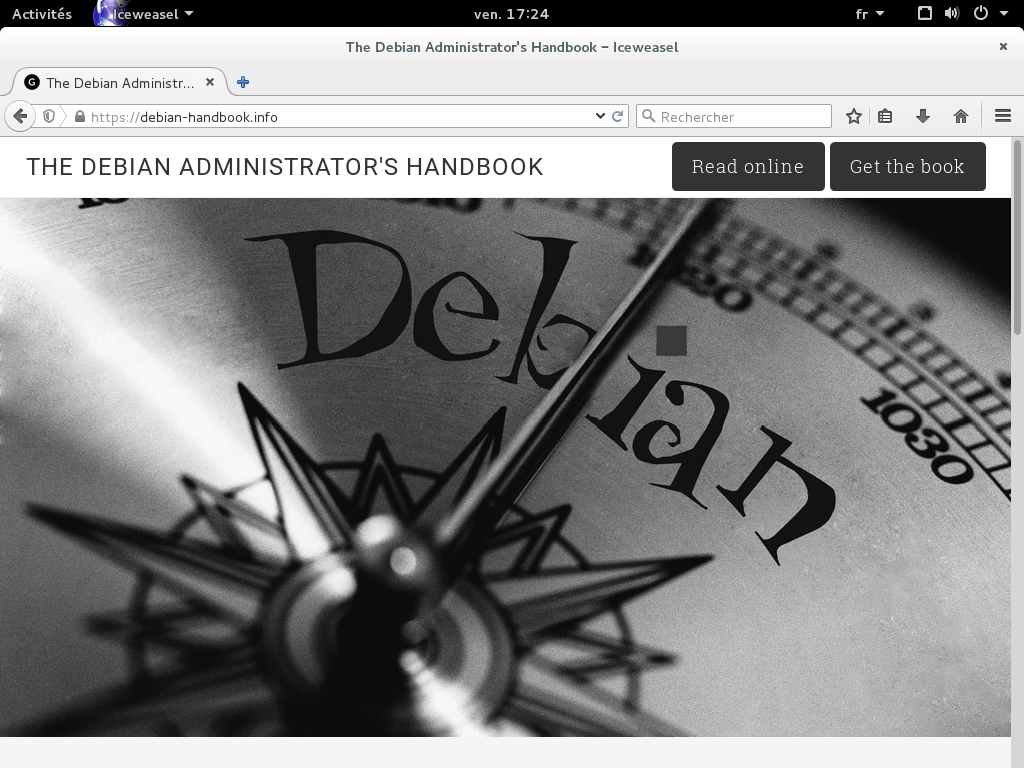 Activités Iceweasel ven. 17:24 fr
The Debian Administrator's Handbook – Iceweasel
The Debian Administr...
https://debian-handbook.info Rechercher
THE DEBIAN ADMINISTRATOR'S HANDBOOK Read online Get the book
Debian
1020
1030